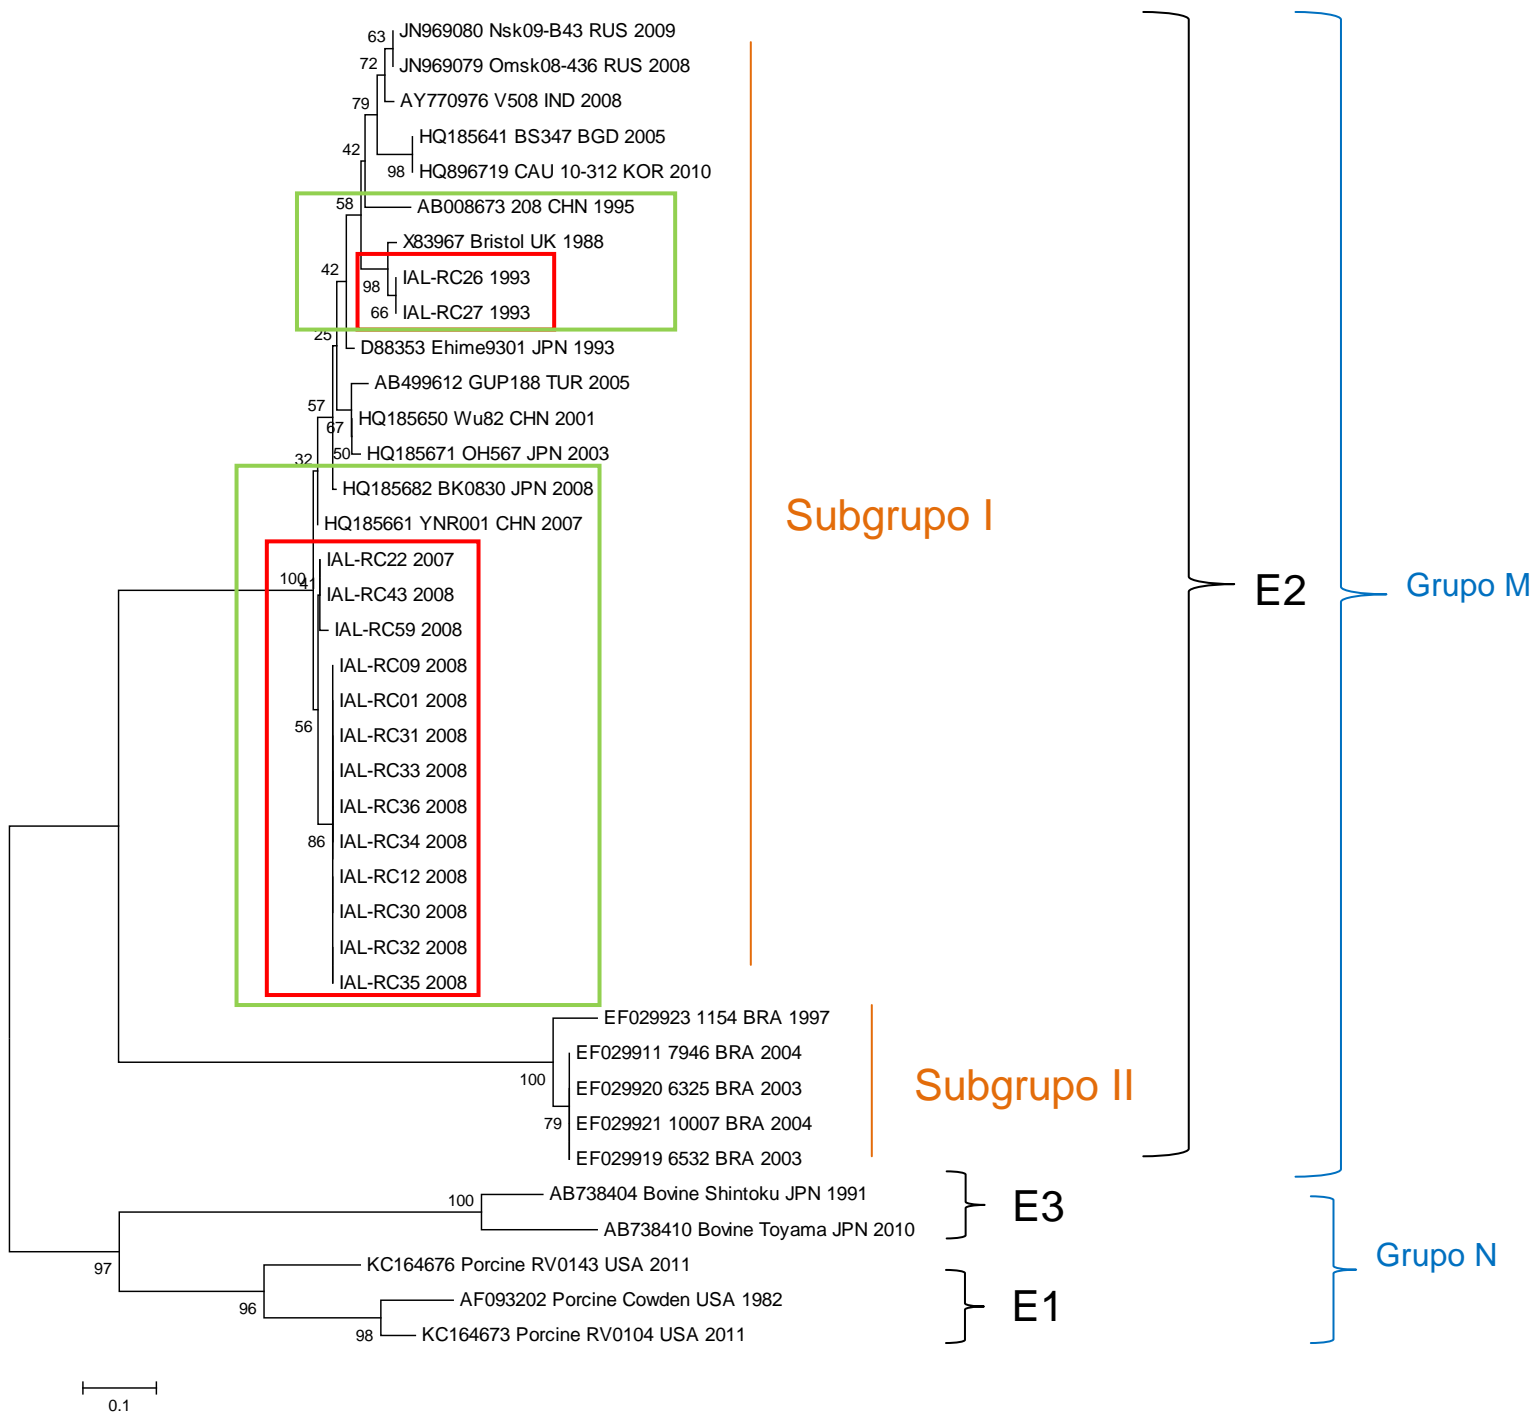 JN969080 Nsk09-B43 RUS 2009
63
JN969079 Omsk08-436 RUS 2008
72
AY770976 V508 IND 2008
79
HQ185641 BS347 BGD 2005
42
HQ896719 CAU 10-312 KOR 2010
98
AB008673 208 CHN 1995
58
X83967 Bristol UK 1988
42
IAL-RC26 1993
98
IAL-RC27 1993
66
25
D88353 Ehime9301 JPN 1993
AB499612 GUP188 TUR 2005
57
HQ185650 Wu82 CHN 2001
67
HQ185671 OH567 JPN 2003
50
32
HQ185682 BK0830 JPN 2008
HQ185661 YNR001 CHN 2007
Subgrupo I
IAL-RC22 2007
100
41
IAL-RC43 2008
E2
Grupo M
IAL-RC59 2008
IAL-RC09 2008
IAL-RC01 2008
56
IAL-RC31 2008
IAL-RC33 2008
IAL-RC36 2008
IAL-RC34 2008
86
IAL-RC12 2008
IAL-RC30 2008
IAL-RC32 2008
IAL-RC35 2008
EF029923 1154 BRA 1997
EF029911 7946 BRA 2004
100
EF029920 6325 BRA 2003
Subgrupo II
EF029921 10007 BRA 2004
79
EF029919 6532 BRA 2003
AB738404 Bovine Shintoku JPN 1991
100
E3
AB738410 Bovine Toyama JPN 2010
Grupo N
97
KC164676 Porcine RV0143 USA 2011
AF093202 Porcine Cowden USA 1982
96
E1
KC164673 Porcine RV0104 USA 2011
98
0.1